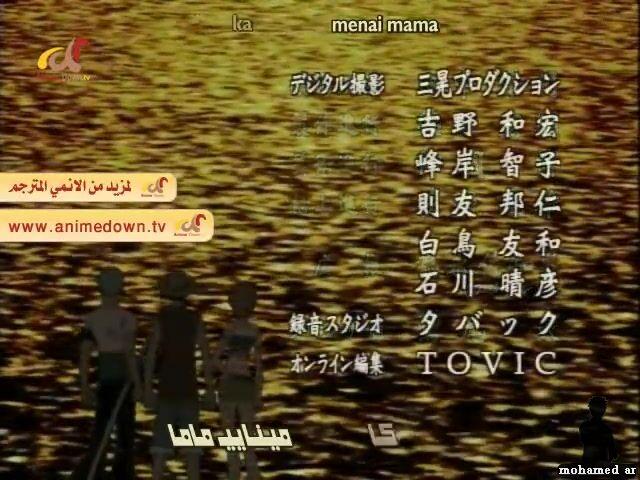 ka menai mama
デジタル撮影 三晃プロダクション
吉野 和宏
峰岸 智子
則友 邦仁
白鳥 友和
石川 晴彦
録音スタジオ タバック
オンライン編集 TOVIC
لمزيد من الانمي المترجم
www.animedown.tv
كا مينايد ماما
mohamed ar